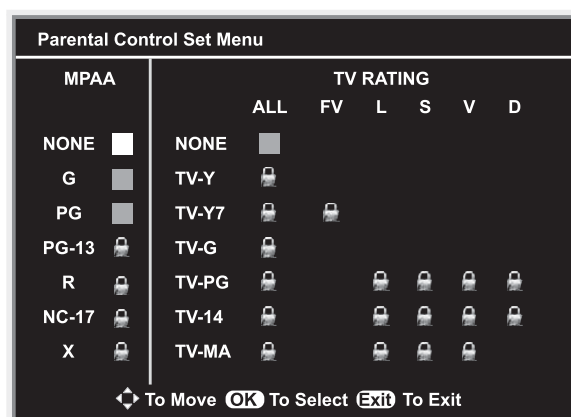 Parental Control Set Menu
MPAA TV RATING
ALL FV L S V D
NONE NONE
G TV-Y
PG TV-Y7
PG-13 TV-G
R TV-PG
NC-17 TV-14
X TV-MA
To Move OK To Select Exit To Exit